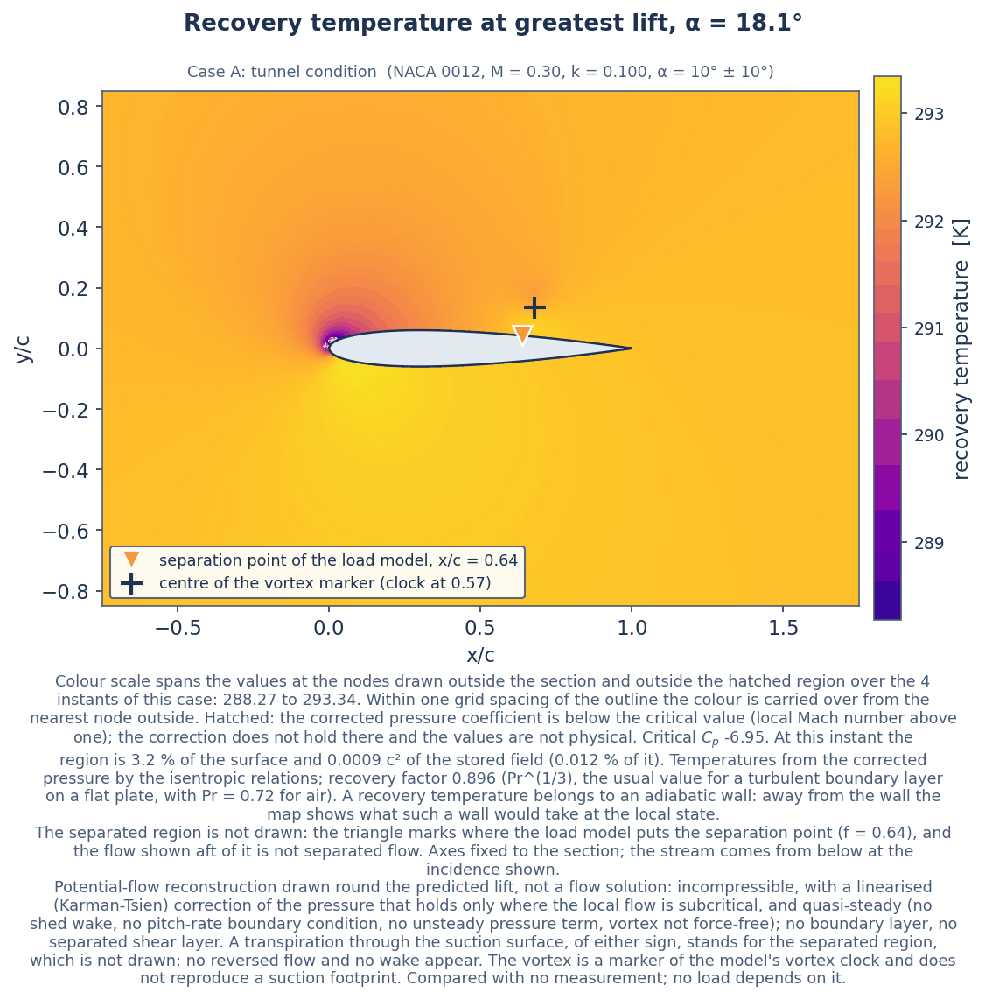 Recovery temperature at greatest lift, α = 18.1°
Case A: tunnel condition (NACA 0012, M = 0.30, k = 0.100, α = 10° ± 10°)
0.8
0.6
0.4
0.2
0.0
−0.2
−0.4
−0.6
−0.8
y/c
−0.5
0.0
0.5
1.0
1.5
x/c
separation point of the load model, x/c = 0.64
centre of the vortex marker (clock at 0.57)
293
292
291
290
289
recovery temperature [K]
Colour scale spans the values at the nodes drawn outside the section and outside the hatched region over the 4
instants of this case: 288.27 to 293.34. Within one grid spacing of the outline the colour is carried over from the
nearest node outside. Hatched: the corrected pressure coefficient is below the critical value (local Mach number above
one); the correction does not hold there and the values are not physical. Critical Cp -6.95. At this instant the
region is 3.2 % of the surface and 0.0009 c² of the stored field (0.012 % of it). Temperatures from the corrected
pressure by the isentropic relations; recovery factor 0.896 (Pr^(1/3), the usual value for a turbulent boundary layer
on a flat plate, with Pr = 0.72 for air). A recovery temperature belongs to an adiabatic wall: away from the wall the
map shows what such a wall would take at the local state.
The separated region is not drawn: the triangle marks where the load model puts the separation point (f = 0.64), and
the flow shown aft of it is not separated flow. Axes fixed to the section; the stream comes from below at the
incidence shown.
Potential-flow reconstruction drawn round the predicted lift, not a flow solution: incompressible, with a linearised
(Karman-Tsien) correction of the pressure that holds only where the local flow is subcritical, and quasi-steady (no
shed wake, no pitch-rate boundary condition, no unsteady pressure term, vortex not force-free); no boundary layer, no
separated shear layer. A transpiration through the suction surface, of either sign, stands for the separated region,
which is not drawn: no reversed flow and no wake appear. The vortex is a marker of the model's vortex clock and does
not reproduce a suction footprint. Compared with no measurement; no load depends on it.